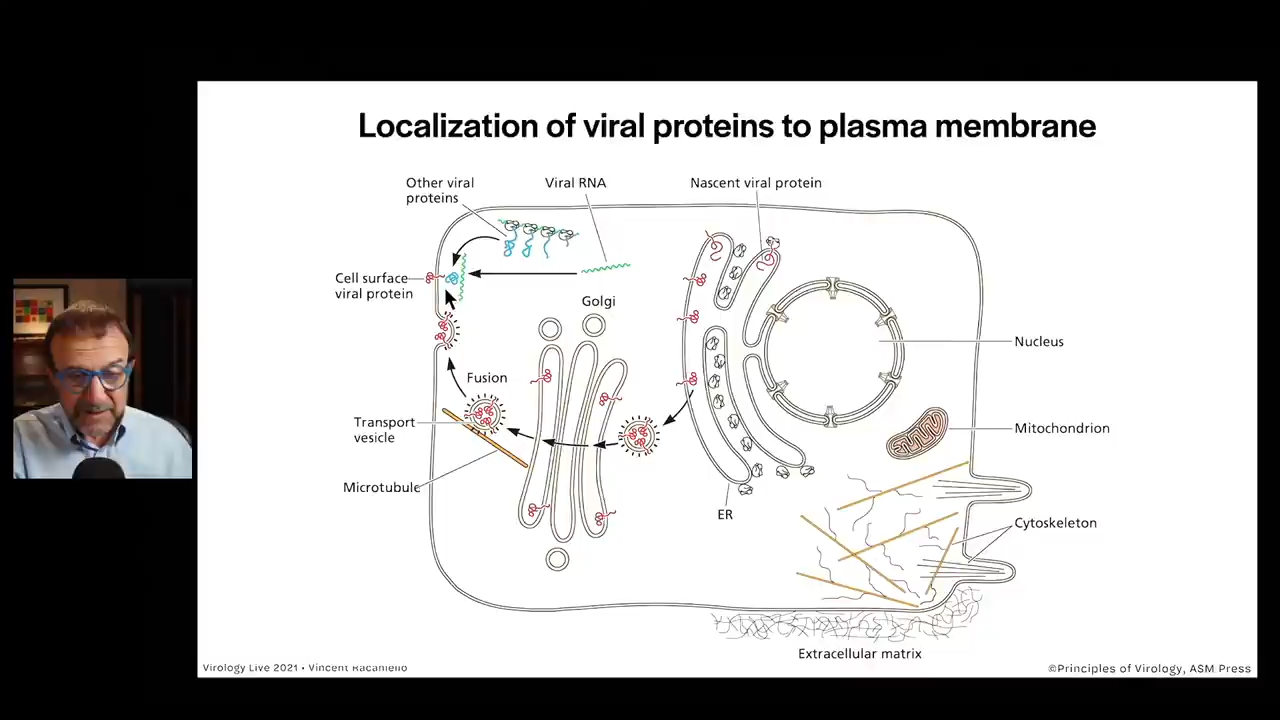 Localization of viral proteins to plasma membrane
Other viral
proteins
Viral RNA
Nascent viral protein
Cell surface
viral protein
Golgi
Nucleus
Fusion
Transport
vesicle
Mitochondrion
Microtubule
ER
Cytoskeleton
Extracellular matrix
Virology Live 2021 • Vincent Racaniello
©Principles of Virology, ASM Press